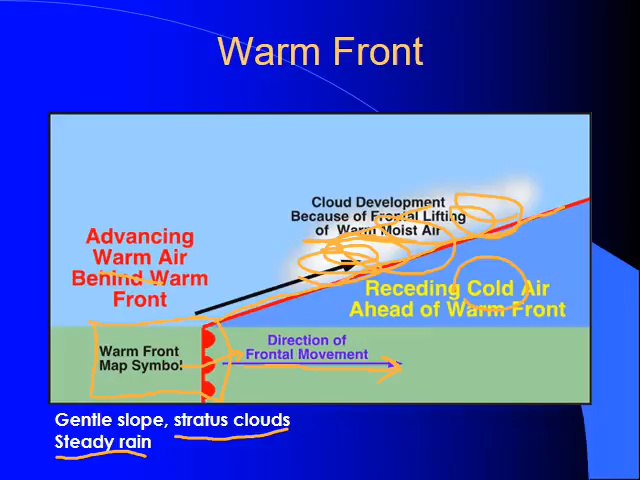 Warm Front
Cloud Development
Because of Frontal Lifting
of Warm Moist Air
Advancing
Warm Air
Behind Warm
Front
Receding Cold Air
Ahead of Warm Front
Warm Front
Map Symbol
Direction of
Frontal Movement
Gentle slope, stratus clouds
Steady rain